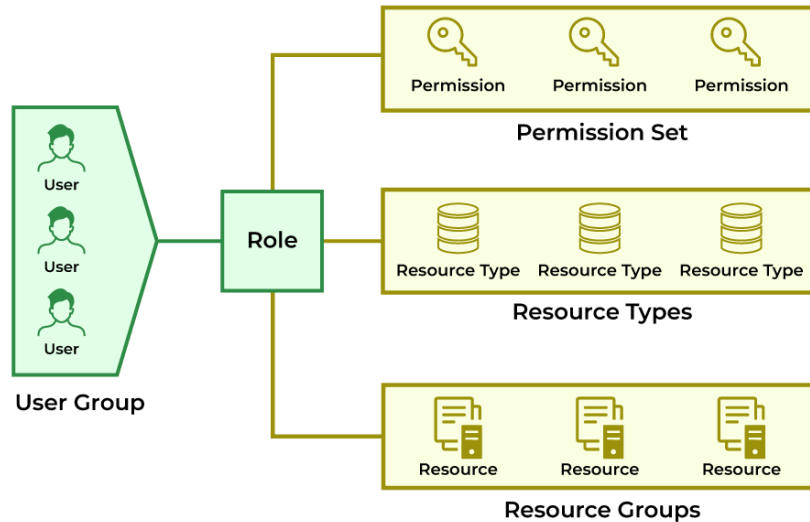 User
User
User
User Group
Role
Permission
Permission
Permission
Permission Set
Resource Type
Resource Type
Resource Type
Resource Types
Resource
Resource
Resource
Resource Groups